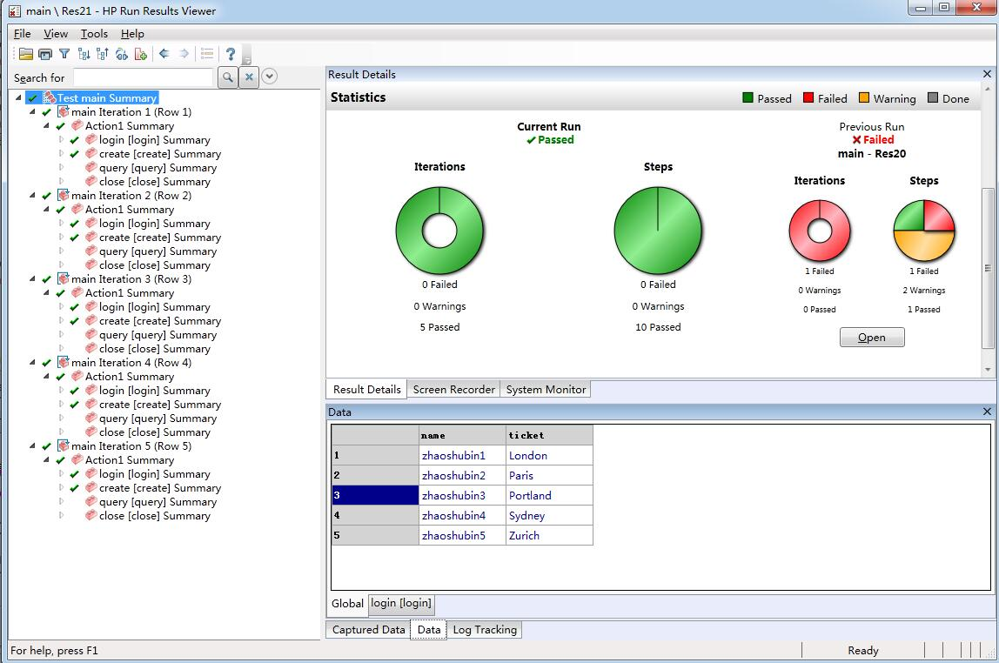 main \ Res21 - HP Run Results Viewer
File View Tools Help
Search for
Test main Summary
main Iteration 1 (Row 1)
Action1 Summary
login [login] Summary
create [create] Summary
query [query] Summary
close [close] Summary
main Iteration 2 (Row 2)
Action1 Summary
login [login] Summary
create [create] Summary
query [query] Summary
close [close] Summary
main Iteration 3 (Row 3)
Action1 Summary
login [login] Summary
create [create] Summary
query [query] Summary
close [close] Summary
main Iteration 4 (Row 4)
Action1 Summary
login [login] Summary
create [create] Summary
query [query] Summary
close [close] Summary
main Iteration 5 (Row 5)
Action1 Summary
login [login] Summary
create [create] Summary
query [query] Summary
close [close] Summary
Result Details
Statistics
Passed Failed Warning Done
Current Run
Passed
Iterations Steps
0 Failed 0 Failed
0 Warnings 0 Warnings
5 Passed 10 Passed
Previous Run
Failed
main - Res20
Iterations Steps
1 Failed 1 Failed
0 Warnings 2 Warnings
0 Passed 1 Passed
Open
Result Details Screen Recorder System Monitor
Data
name ticket
1 zhaoshubin1 London
2 zhaoshubin2 Paris
3 zhaoshubin3 Portland
4 zhaoshubin4 Sydney
5 zhaoshubin5 Zurich
Global login [login]
Captured Data Data Log Tracking
For help, press F1 Ready